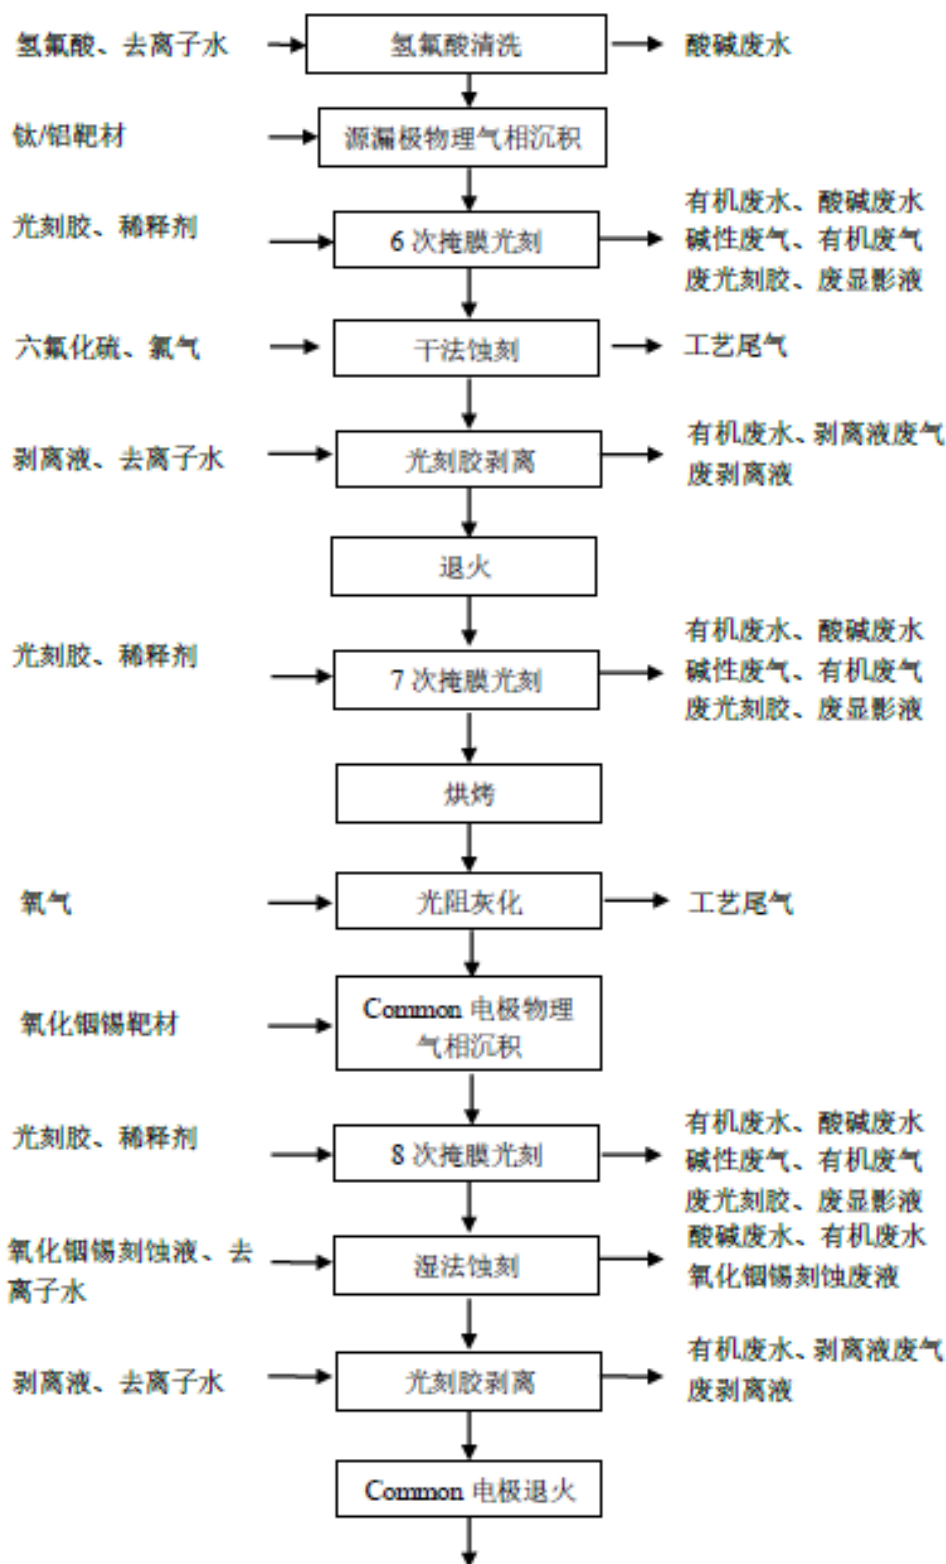 氢氟酸、去离子水
氢氟酸清洗
酸碱废水
钛/铝靶材
源漏极物理气相沉积
光刻胶、稀释剂
6 次掩膜光刻
有机废水、酸碱废水
碱性废气、有机废气
废光刻胶、废显影液
六氟化硫、氯气
干法蚀刻
工艺尾气
剥离液、去离子水
光刻胶剥离
有机废水、剥离液废气
废剥离液
退火
光刻胶、稀释剂
7 次掩膜光刻
有机废水、酸碱废水
碱性废气、有机废气
废光刻胶、废显影液
烘烤
氧气
光阻灰化
工艺尾气
氧化铟锡靶材
Common 电极物理
气相沉积
光刻胶、稀释剂
8 次掩膜光刻
有机废水、酸碱废水
碱性废气、有机废气
废光刻胶、废显影液
氧化铟锡刻蚀液、去
离子水
湿法蚀刻
酸碱废水、有机废水
氧化铟锡刻蚀废液
剥离液、去离子水
光刻胶剥离
有机废水、剥离液废气
废剥离液
Common 电极退火